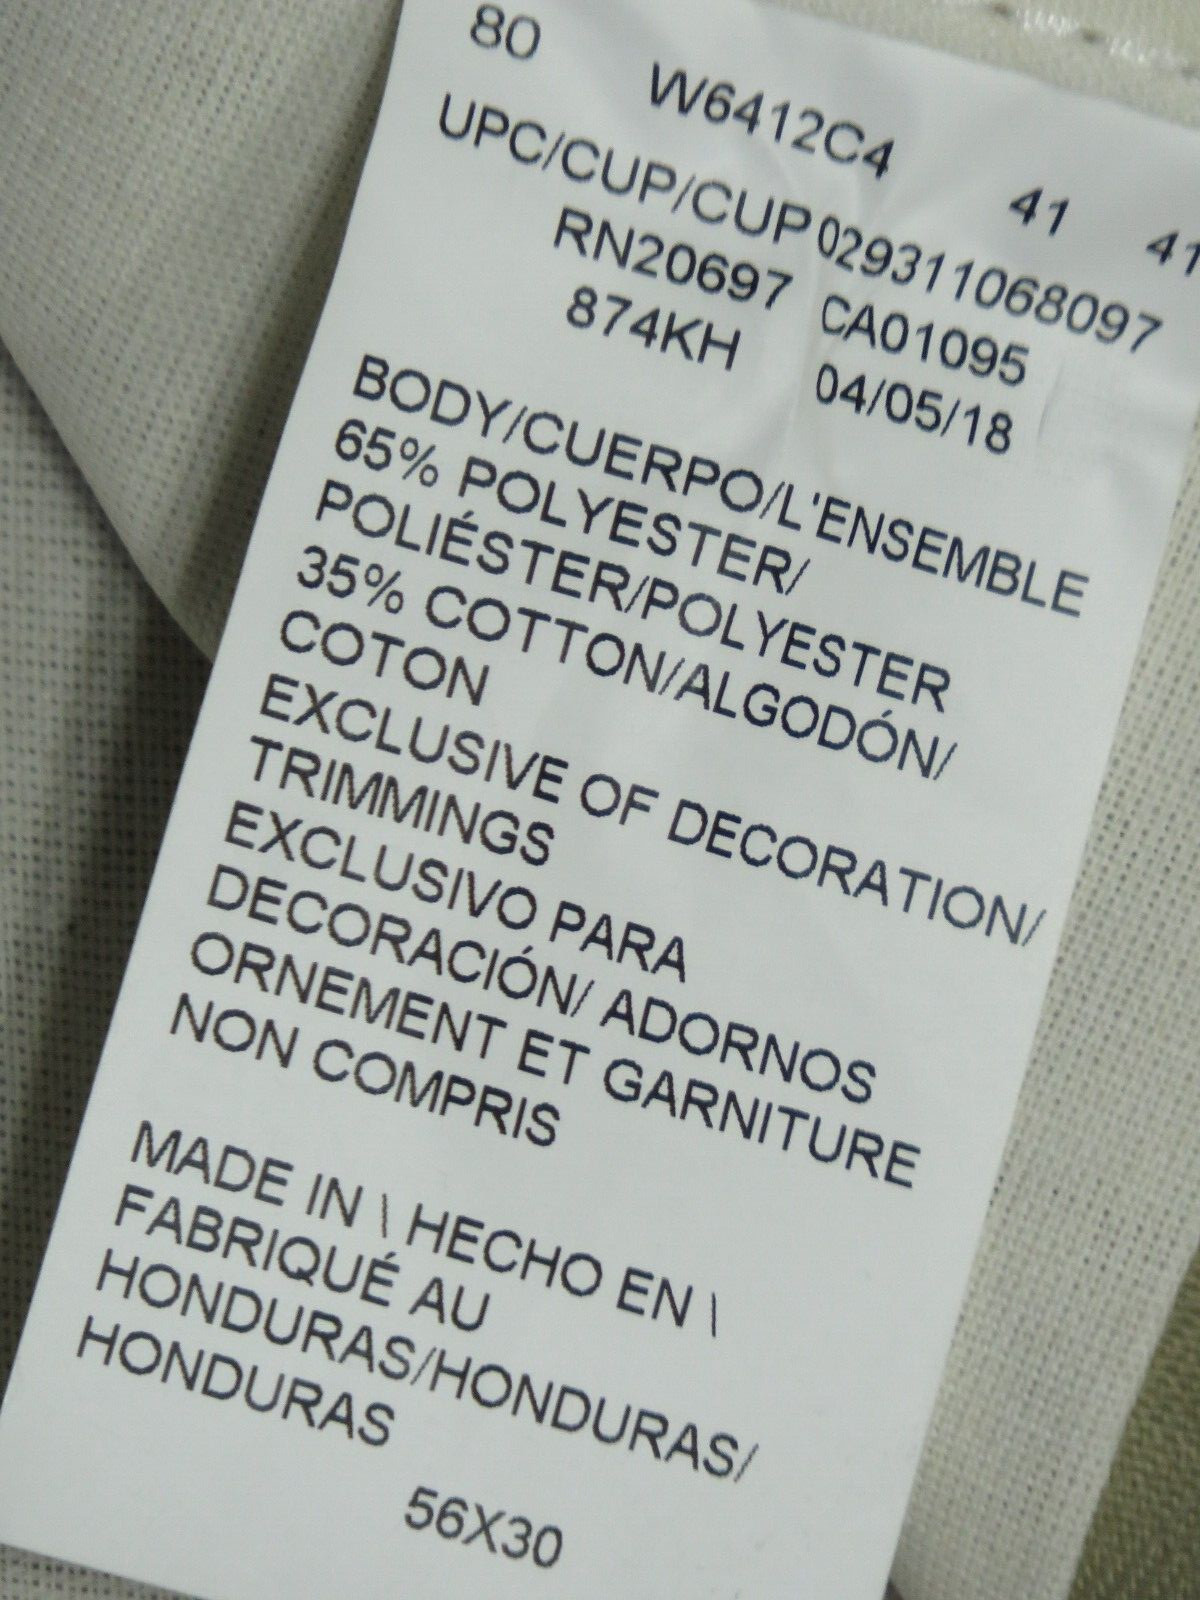 80 W6412C4 41 41
UPC/CUP/CUP 029311068097
RN20697 CA01095
874KH 04/05/18
BODY/CUERPO/L'ENSEMBLE
65% POLYESTER/
POLIÉSTER/POLYESTER
35% COTTON/ALGODÓN/
COTON
EXCLUSIVE OF DECORATION/
TRIMMINGS
EXCLUSIVO PARA
DECORACIÓN/ ADORNOS
ORNEMENT ET GARNITURE
NON COMPRIS
MADE IN \ HECHO EN \
FABRIQUÉ AU
HONDURAS/HONDURAS/
HONDURAS
56X30